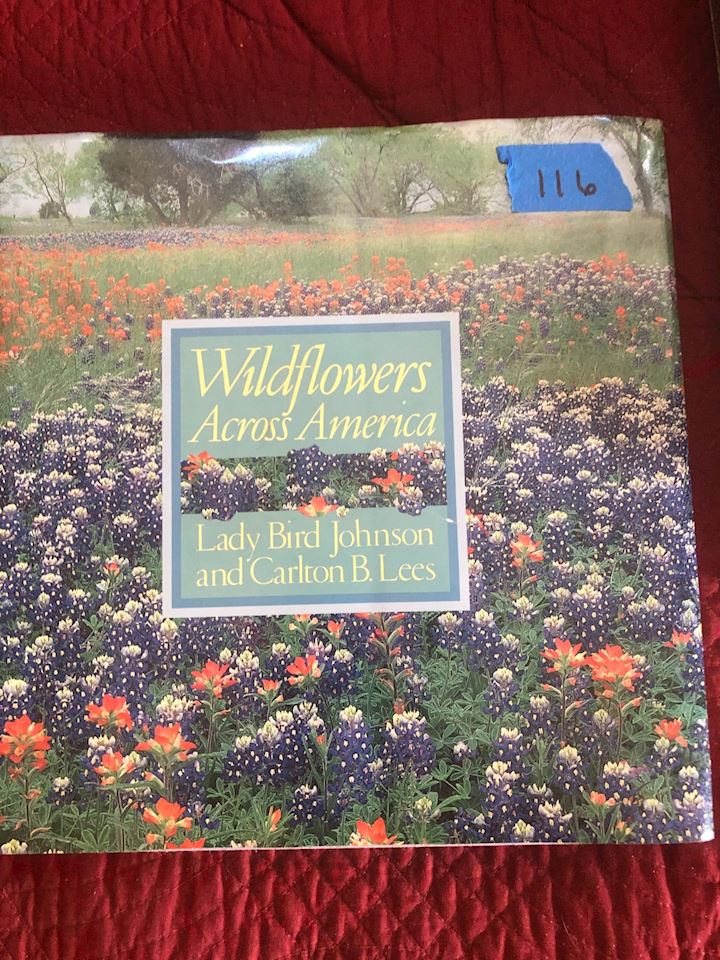 116
Wildflowers
Across America
Lady Bird Johnson
and Carlton B. Lees